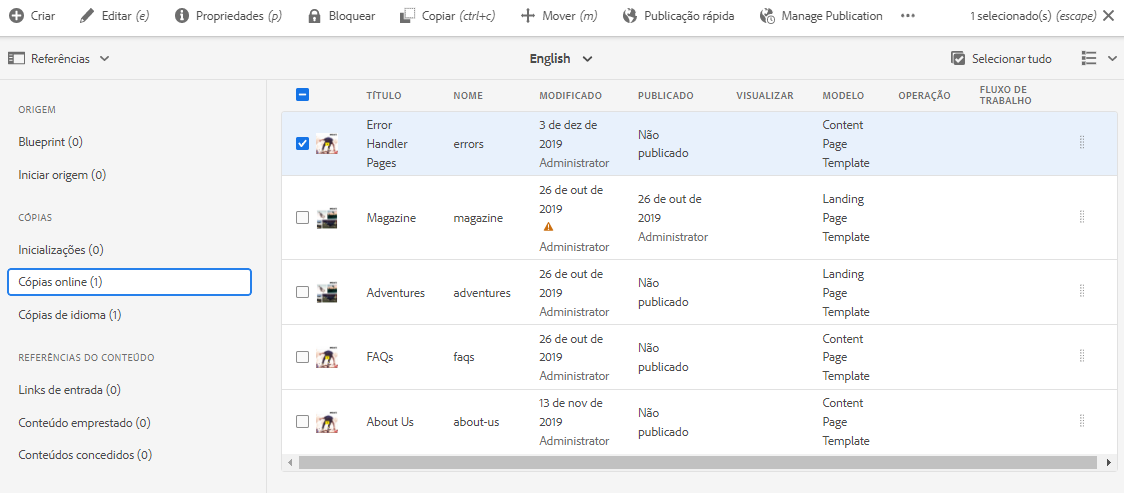 Criar Editar (e) Propriedades (p) Bloquear Copiar (ctrl+c) Mover (m) Publicação rápida Manage Publication ••• 1 selecionado(s) (escape)
Referências English Selecionar tudo
ORIGEM
Blueprint (0)
Iniciar origem (0)
CÓPIAS
Inicializações (0)
Cópias online (1)
Cópias de idioma (1)
REFERÊNCIAS DO CONTEÚDO
Links de entrada (0)
Conteúdo emprestado (0)
Conteúdos concedidos (0)
TÍTULO NOME MODIFICADO PUBLICADO VISUALIZAR MODELO OPERAÇÃO FLUXO DE
TRABALHO
Error
Handler
Pages
errors
3 de dez de
2019
Administrator
Não
publicado
Content
Page
Template
Magazine
magazine
26 de out de
2019
Administrator
26 de out de
2019
Administrator
Landing
Page
Template
Adventures
adventures
26 de out de
2019
Administrator
Não
publicado
Landing
Page
Template
FAQs
faqs
26 de out de
2019
Administrator
Não
publicado
Content
Page
Template
About Us
about-us
13 de nov de
2019
Administrator
Não
publicado
Content
Page
Template